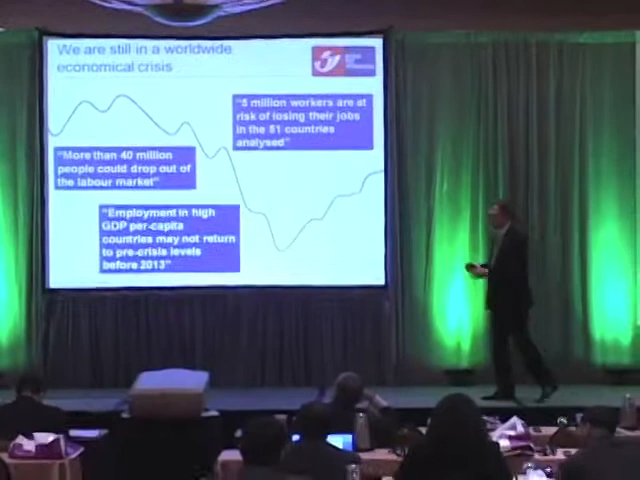 We are still in a worldwide
economical crisis
"5 million workers are at
risk of losing their jobs
in the 51 countries
analysed"
"More than 40 million
people could drop out of
the labour market"
"Employment in high
GDP per-capita
countries may not return
to pre-crisis levels
before 2013"